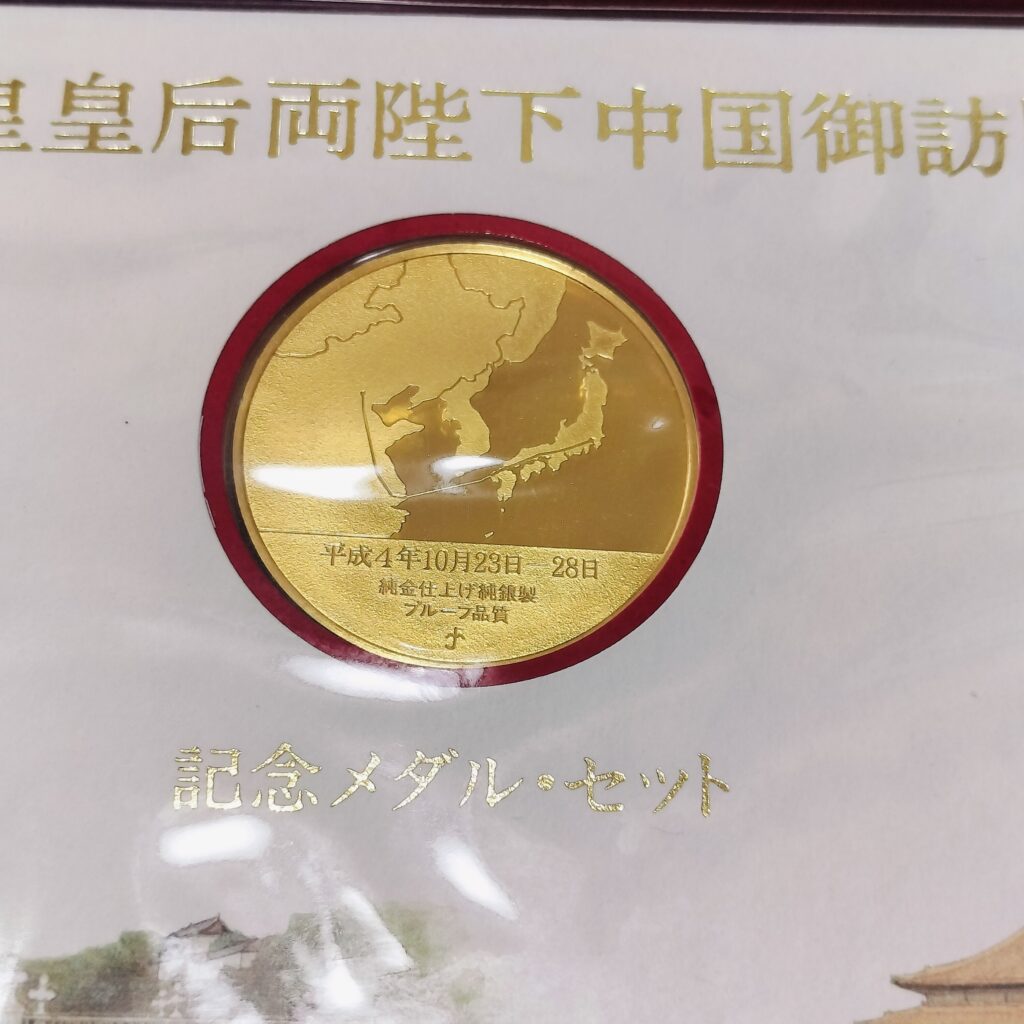 皇皇后両陛下中国御訪
平成4年10月23日―28日
純金仕上げ純銀製
プルーフ品質
記念メダル・セット